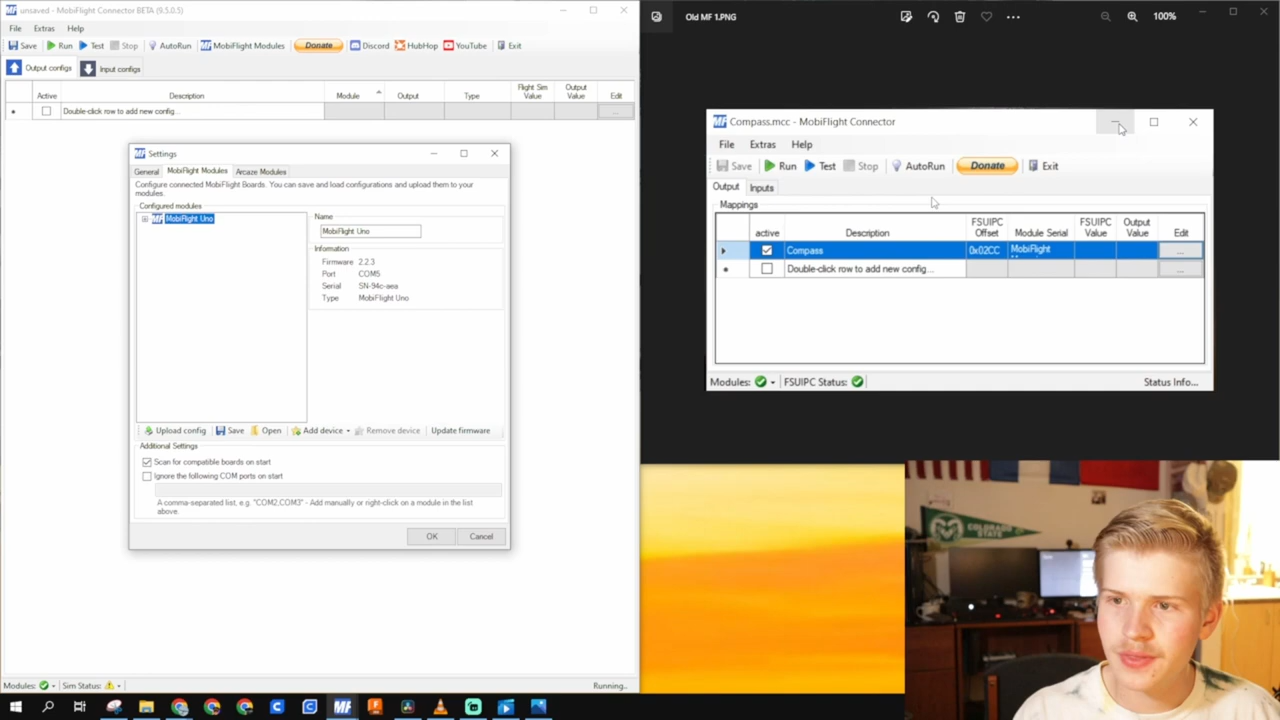 unsaved - MobiFlight Connector BETA (9.5.0.5)
File Extras Help
Save Run Test Stop AutoRun MobiFlight Modules Donate Discord HubHop YouTube Exit
Output configs Input configs
Active Description Module Output Type Flight Sim Value Output Value Edit
Double-click row to add new config... ...
Settings
General MobiFlight Modules Arcaze Modules
Configure connected MobiFlight Boards. You can save and load configurations and upload them to your
modules.
Configured modules
MobiFlight Uno
Name
MobiFlight Uno
Information
Firmware 2.2.3
Port COM5
Serial SN-94c-aea
Type MobiFlight Uno
Upload config Save Open Add device Remove device Update firmware
Additional Settings
Scan for compatible boards on start
Ignore the following COM ports on start
A comma-separated list, e.g. "COM2,COM3" - Add manually or right-click on a module in the list
above.
OK Cancel
Modules: Sim Status: Running...
Old MF 1.PNG
100%
Compass.mcc - MobiFlight Connector
File Extras Help
Save Run Test Stop AutoRun Donate Exit
Output Inputs
Mappings
active Description FSUIPC Offset Module Serial FSUIPC Value Output Value Edit
Compass 0x02CC MobiFlight ...
Double-click row to add new config... ...
Modules: FSUIPC Status: Status Info...
COLORADO
STATE